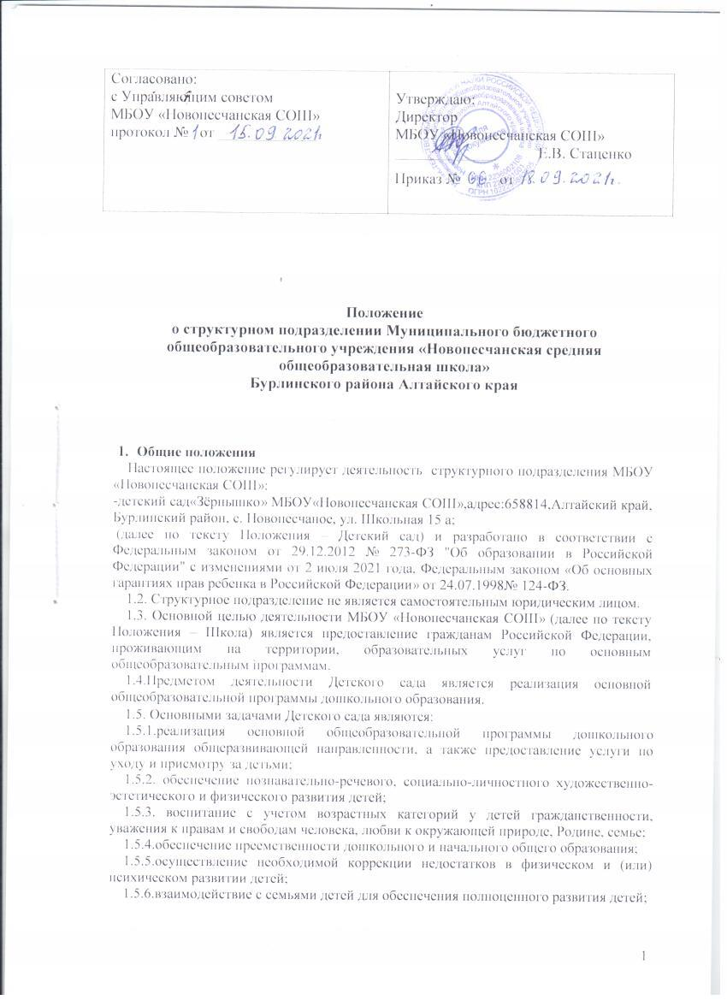 Согласовано:
с Управляющим советом
МБОУ «Новопесчанская СОШ»
протокол № 1 от 15.09.2021г
Утверждаю:
Директор
МБОУ «Новопесчанская СОШ»
Е.В. Стаценко
Приказ № 66 от 18.09.2021г.
Положение
о структурном подразделении Муниципального бюджетного
общеобразовательного учреждения «Новопесчанская средняя
общеобразовательная школа»
Бурлинского района Алтайского края
1. Общие положения
Настоящее положение регулирует деятельность структурного подразделения МБОУ
«Новопесчанская СОШ»:
-детский сад«Зёрнышко» МБОУ«Новопесчанская СОШ»,адрес:658814,Алтайский край,
Бурлинский район, с. Новопесчаное, ул. Школьная 15 а;
(далее по тексту Положения – Детский сад) и разработано в соответствии с
Федеральным законом от 29.12.2012 № 273-ФЗ "Об образовании в Российской
Федерации" с изменениями от 2 июля 2021 года, Федеральным законом «Об основных
гарантиях прав ребенка в Российской Федерации» от 24.07.1998№ 124-ФЗ.
1.2. Структурное подразделение не является самостоятельным юридическим лицом.
1.3. Основной целью деятельности МБОУ «Новопесчанская СОШ» (далее по тексту
Положения – Школа) является предоставление гражданам Российской Федерации,
проживающим на территории, образовательных услуг по основным
общеобразовательным программам.
1.4.Предметом деятельности Детского сада является реализация основной
общеобразовательной программы дошкольного образования.
1.5. Основными задачами Детского сада являются:
1.5.1.реализация основной общеобразовательной программы дошкольного
образования общеразвивающей направленности, а также предоставление услуги по
уходу и присмотру за детьми;
1.5.2. обеспечение познавательно-речевого, социально-личностного художественно-
эстетического и физического развития детей;
1.5.3. воспитание с учетом возрастных категорий у детей гражданственности,
уважения к правам и свободам человека, любви к окружающей природе, Родине, семье;
1.5.4.обеспечение преемственности дошкольного и начального общего образования;
1.5.5.осуществление необходимой коррекции недостатков в физическом и (или)
психическом развитии детей;
1.5.6.взаимодействие с семьями детей для обеспечения полноценного развития детей;
1